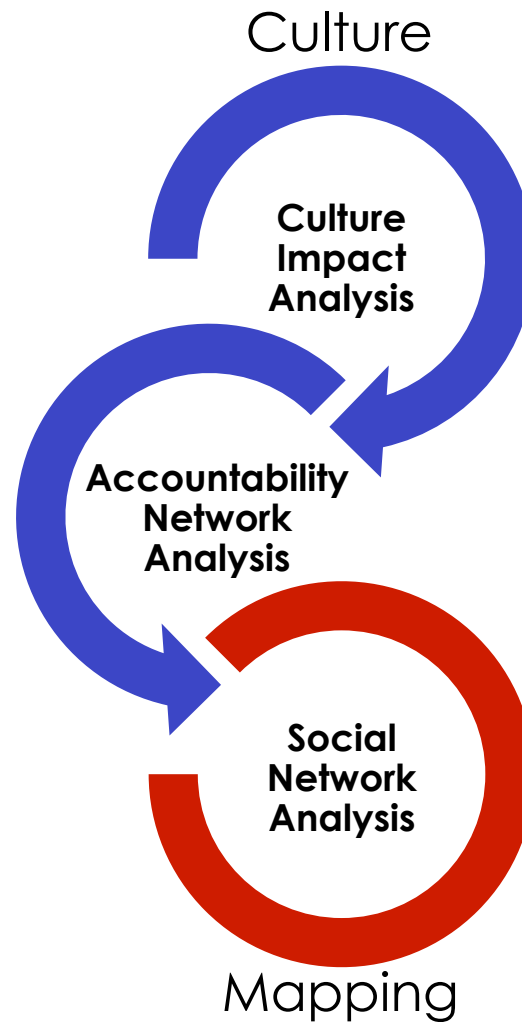 Culture
Culture
Impact
Analysis
Accountability
Network
Analysis
Social
Network
Analysis
Mapping